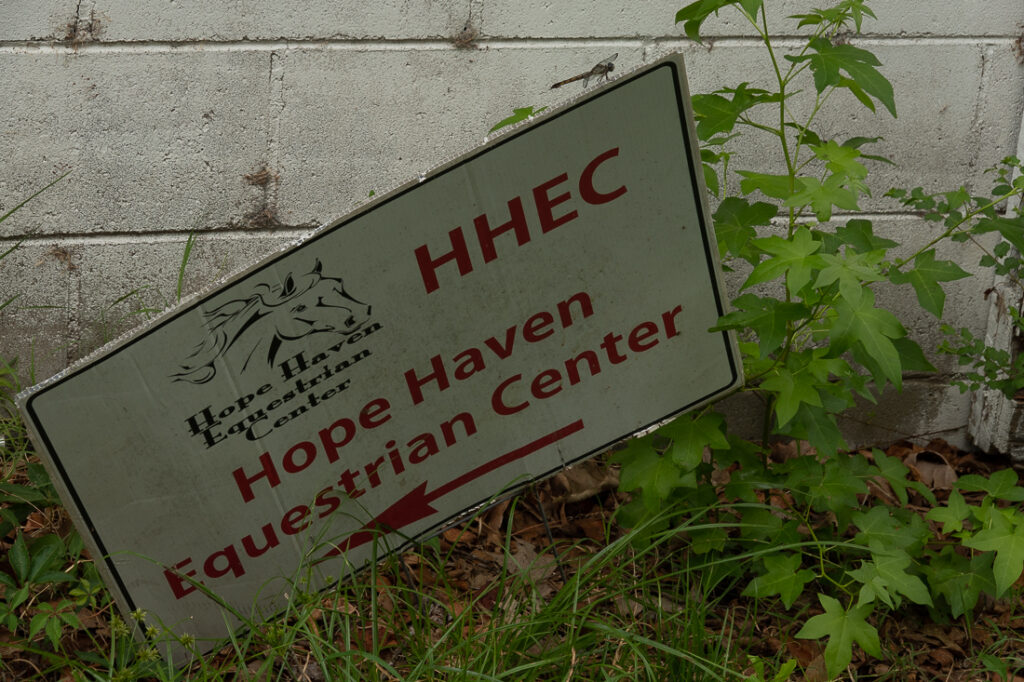 HHEC
Hope Haven
Equestrian
Center
Hope Haven
Equestrian Center